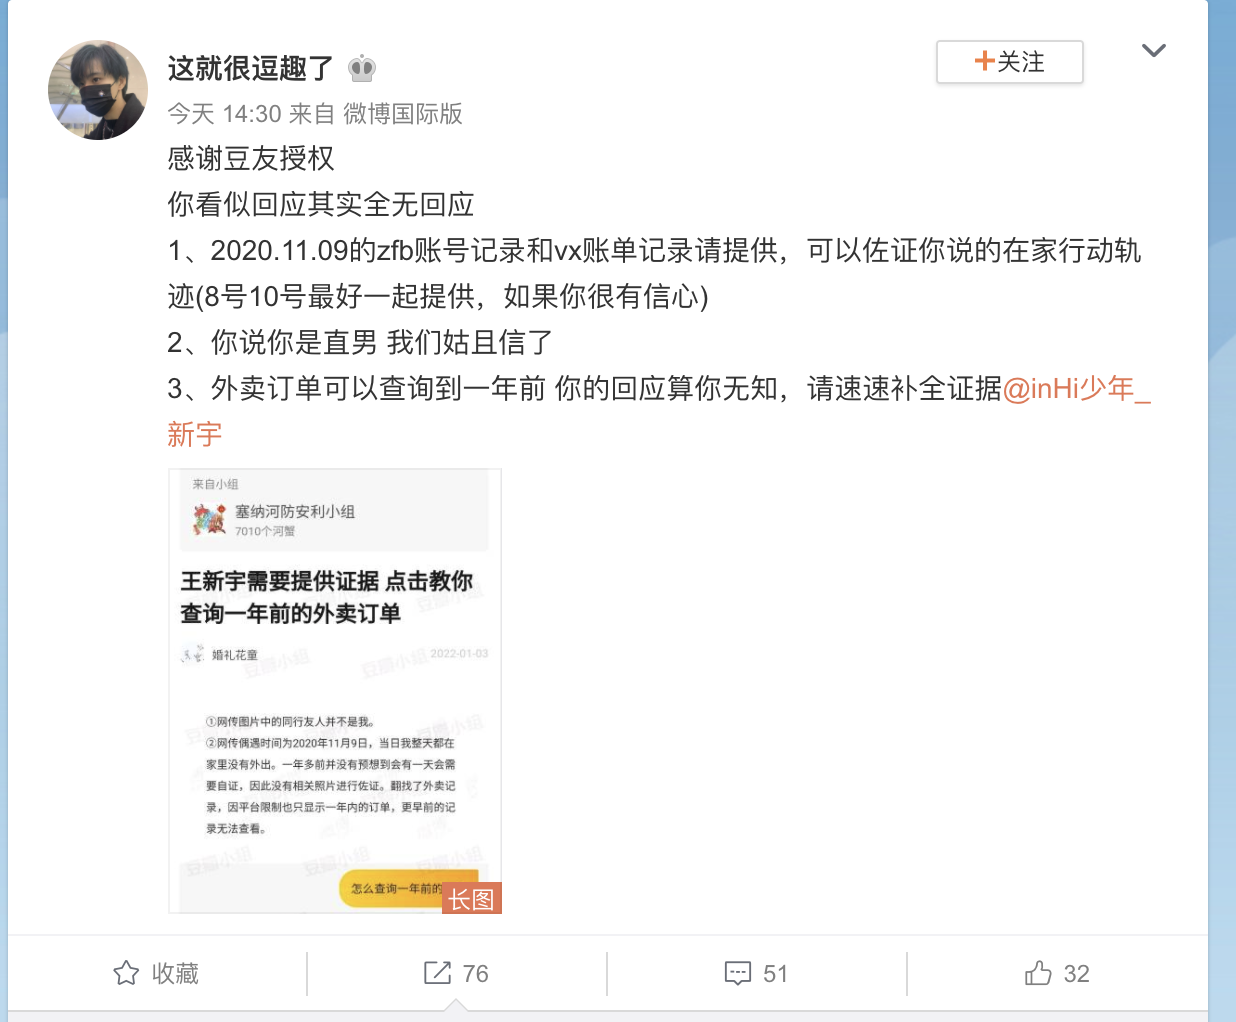 这就很逗趣了
+关注
今天 14:30 来自 微博国际版
感谢豆友授权
你看似回应其实全无回应
1、2020.11.09的zfb账号记录和vx账单记录请提供，可以佐证你说的在家行动轨
迹(8号10号最好一起提供，如果你很有信心)
2、你说你是直男 我们姑且信了
3、外卖订单可以查询到一年前 你的回应算你无知，请速速补全证据@inHi少年_
新宇
来自小组
塞纳河防安利小组
7010个河蟹
王新宇需要提供证据 点击教你
查询一年前的外卖订单
婚礼花童
2022-01-03
①网传图片中的同行友人并不是我。
②网传偶遇时间为2020年11月9日，当日我整天都在
家里没有外出。一年多前并没有预想到会有一天会需
要自证，因此没有相关照片进行佐证。翻找了外卖记
录，因平台限制也只显示一年内的订单，更早前的记
录无法查看。
怎么查询一年前的
长图
豆瓣小组
收藏
76
51
32